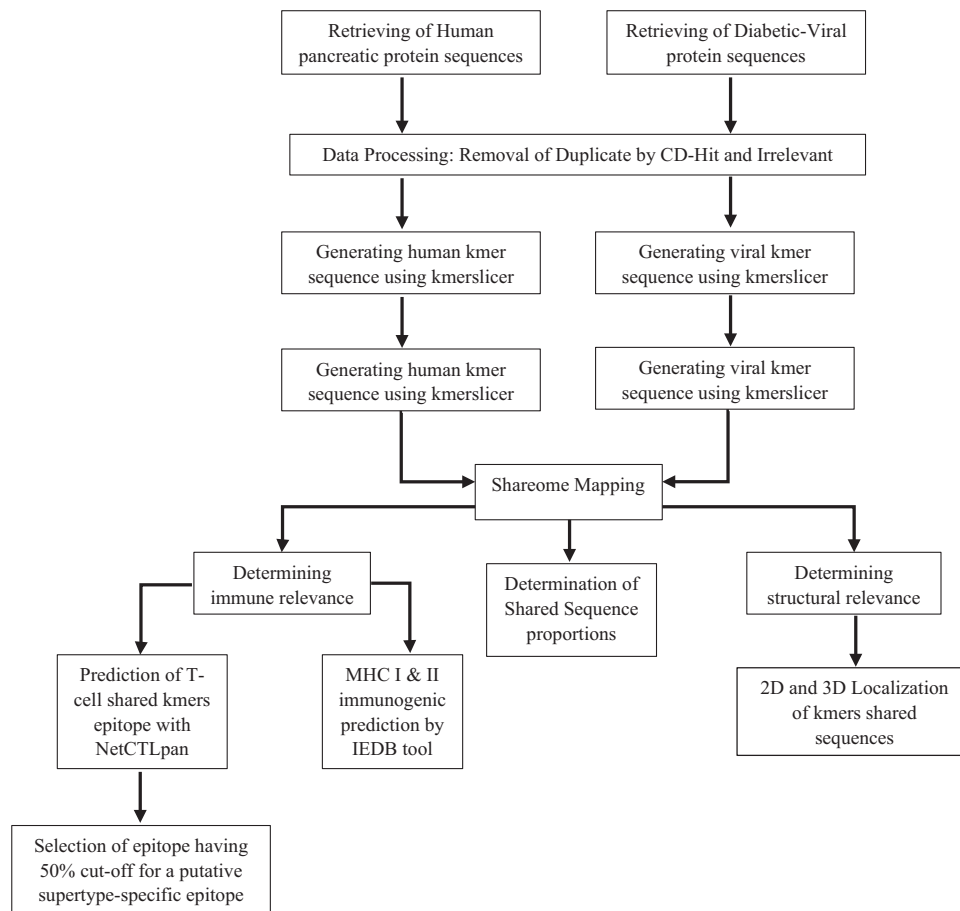 Retrieving of Human
pancreatic protein sequences
Retrieving of Diabetic-Viral
protein sequences
Data Processing: Removal of Duplicate by CD-Hit and Irrelevant
Generating human kmer
sequence using kmerslicer
Generating viral kmer
sequence using kmerslicer
Generating human kmer
sequence using kmerslicer
Generating viral kmer
sequence using kmerslicer
Shareome Mapping
Determining
immune relevance
Determination of
Shared Sequence
proportions
Determining
structural relevance
Prediction of T-
cell shared kmers
epitope with
NetCTLpan
MHC I & II
immunogenic
prediction by
IEDB tool
2D and 3D Localization
of kmers shared
sequences
Selection of epitope having
50% cut-off for a putative
supertype-specific epitope